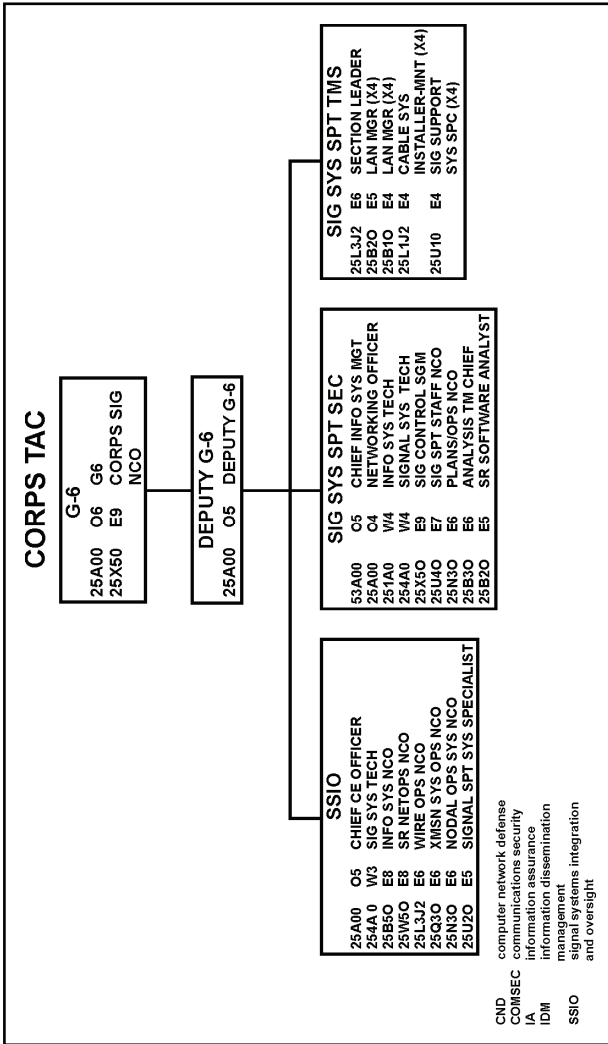 CORPS TAC
G-6
25A00 O6 G6
25X50 E9 CORPS SIG
NCO
DEPUTY G-6
25A00 O5 DEPUTY G-6
SSIO
25A00 O5 CHIEF CE OFFICER
254A 0 W3 SIG SYS TECH
25B5O E8 INFO SYS NCO
25W5O E8 SR NETOPS NCO
25L3J2 E6 WIRE OPS NCO
25Q3O E6 XMSN SYS OPS NCO
25N3O E6 NODAL OPS SYS NCO
25U2O E5 SIGNAL SPT SYS SPECIALIST
SIG SYS SPT SEC
53A00 O5 CHIEF INFO SYS MGT
25A00 O4 NETWORKING OFFICER
251A0 W4 INFO SYS TECH
254A0 W4 SIGNAL SYS TECH
25X5O E9 SIG CONTROL SGM
25U4O E7 SIG SPT STAFF NCO
25N3O E6 PLANS/OPS NCO
25B3O E6 ANALYSIS TM CHIEF
25B2O E5 SR SOFTWARE ANALYST
SIG SYS SPT TMS
25L3J2 E6 SECTION LEADER
25B2O E5 LAN MGR (X4)
25B1O E4 LAN MGR (X4)
25L1J2 E4 CABLE SYS
INSTALLER-MNT (X4)
25U10 E4 SIG SUPPORT
SYS SPC (X4)
CND computer network defense
COMSEC communications security
IA information assurance
IDM information dissemination
management
SSIO signal systems integration
and oversight